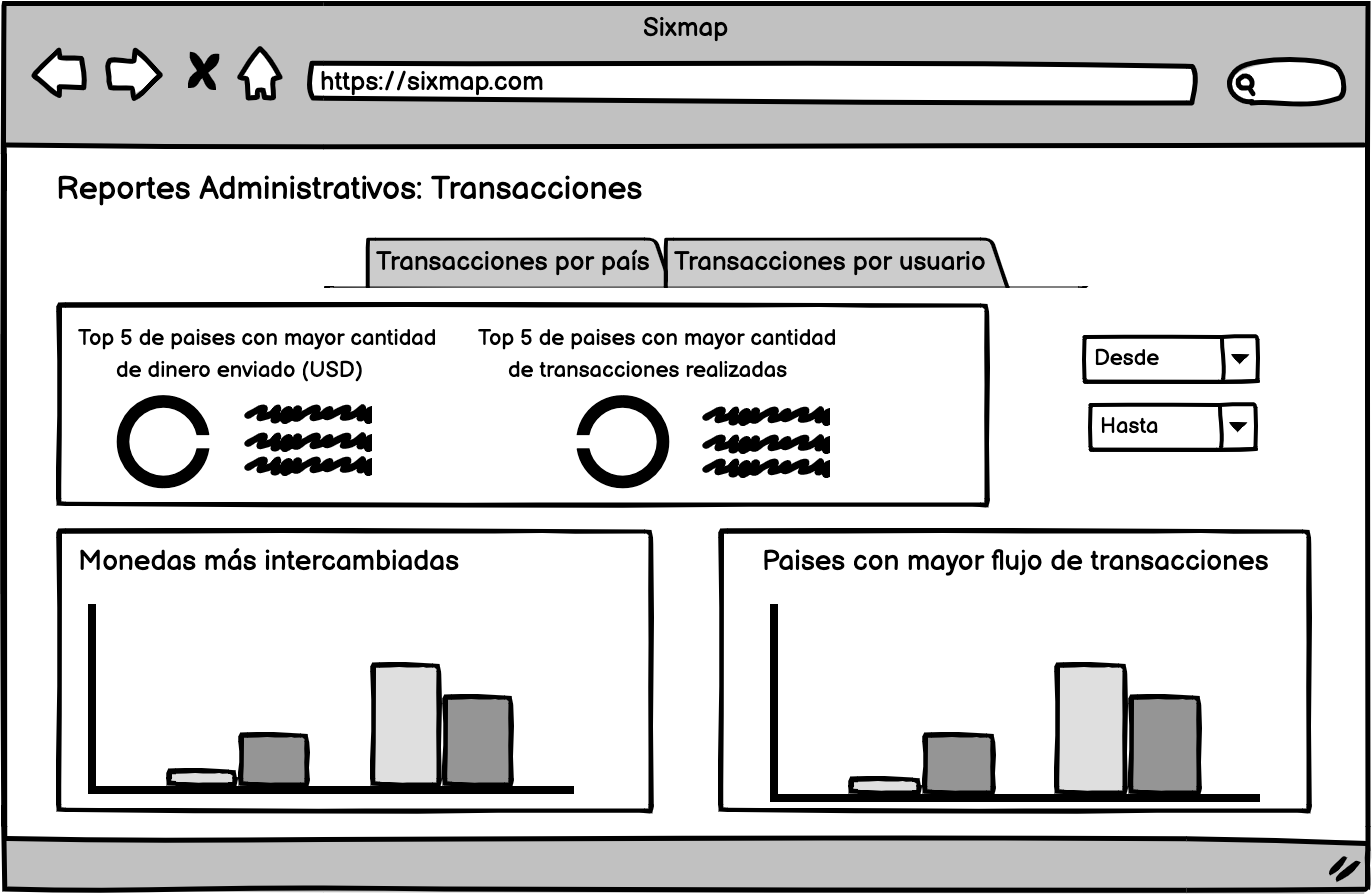 Sixmap
https://sixmap.com
Reportes Administrativos: Transacciones
Transacciones por país
Transacciones por usuario
Top 5 de paises con mayor cantidad
de dinero enviado (USD)
Top 5 de paises con mayor cantidad
de transacciones realizadas
Desde
Hasta
Monedas más intercambiadas
Paises con mayor flujo de transacciones